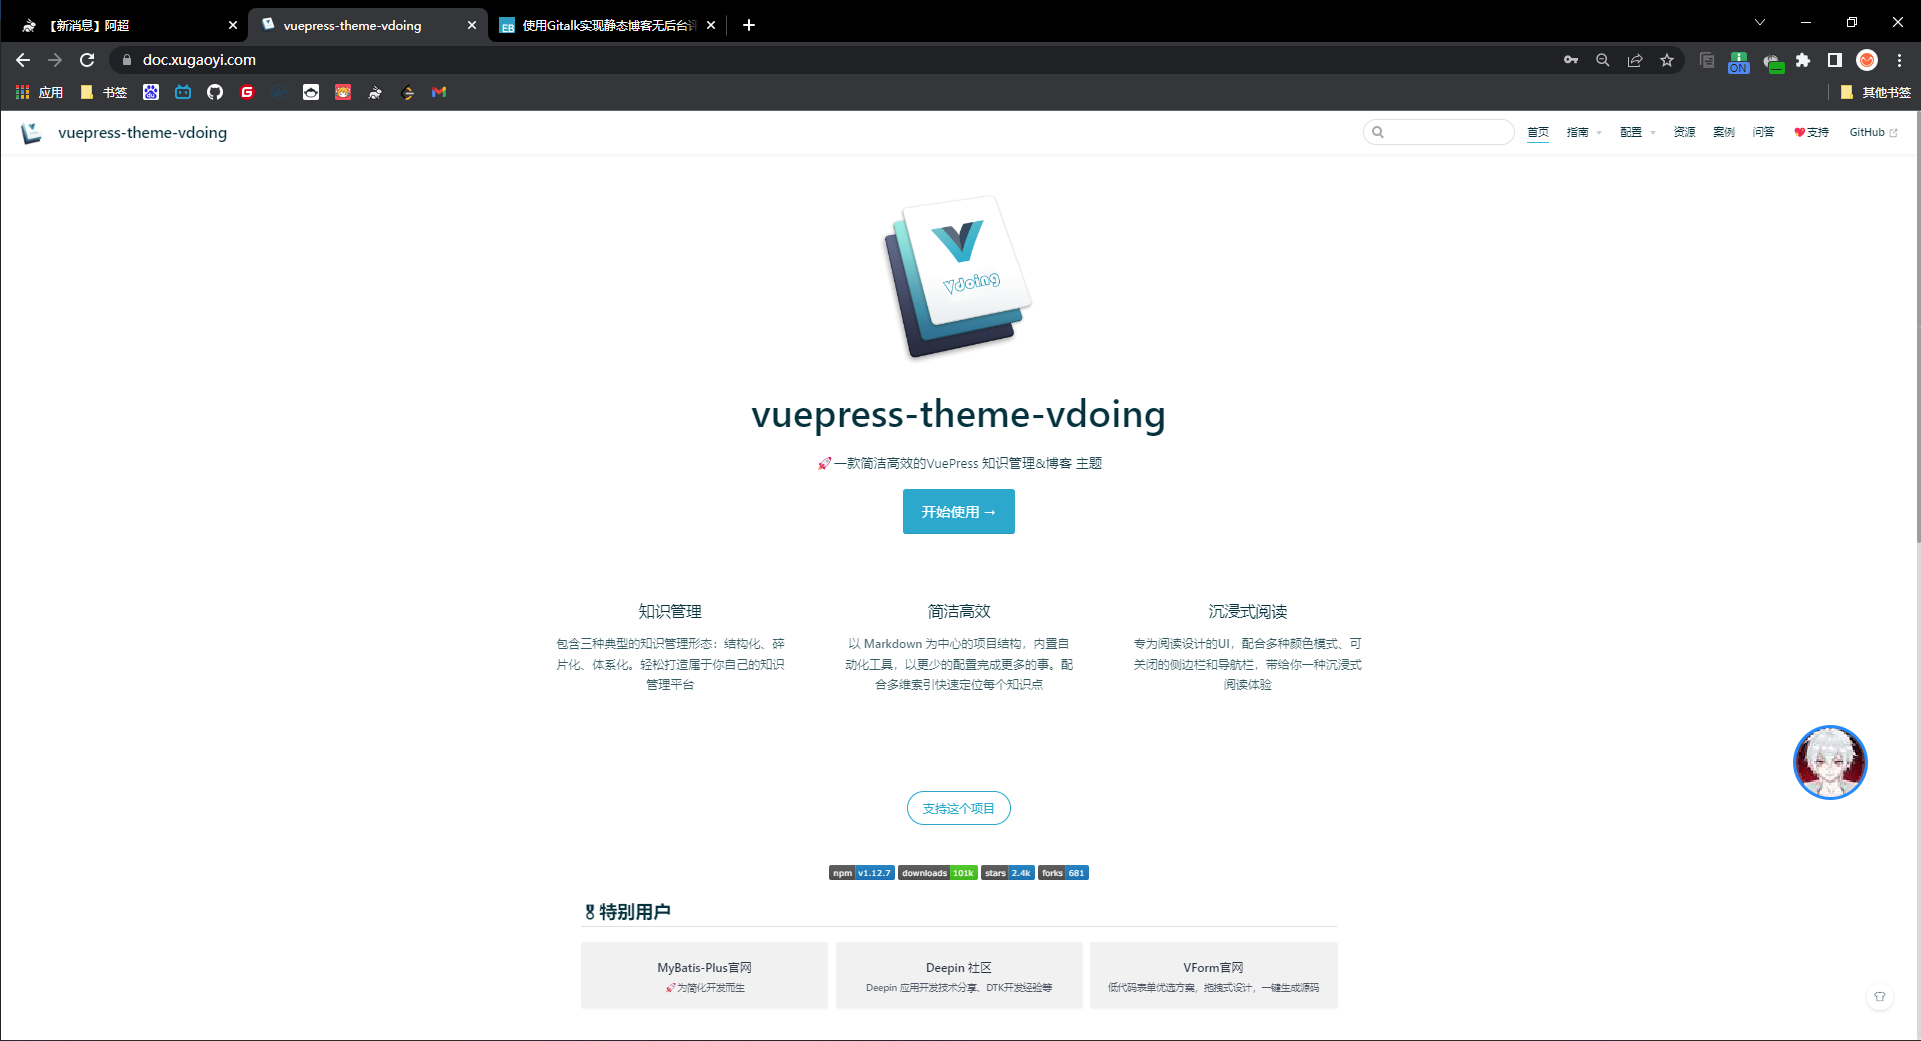 【新消息】阿超
vuepress-theme-vdoing
使用Gitalk实现静态博客无后台评
doc.xugaoyi.com
ON
应用
书签
其他书签
vuepress-theme-vdoing
首页
指南
配置
资源
案例
问答
支持
GitHub
Vdoing
vuepress-theme-vdoing
🚀 一款简洁高效的VuePress 知识管理&博客 主题
开始使用 →
知识管理
包含三种典型的知识管理形态：结构化、碎
片化、体系化。轻松打造属于你自己的知识
管理平台
简洁高效
以 Markdown 为中心的项目结构，内置自
动化工具，以更少的配置完成更多的事。配
合多维索引快速定位每个知识点
沉浸式阅读
专为阅读设计的UI，配合多种颜色模式、可
关闭的侧边栏和导航栏，带给你一种沉浸式
阅读体验
支持这个项目
npm v1.12.7
downloads 101k
stars 2.4k
forks 681
🎖 特别用户
MyBatis-Plus官网
🚀 为简化开发而生
Deepin 社区
Deepin 应用开发技术分享、DTK开发经验等
VForm官网
低代码表单优选方案，拖拽式设计，一键生成源码